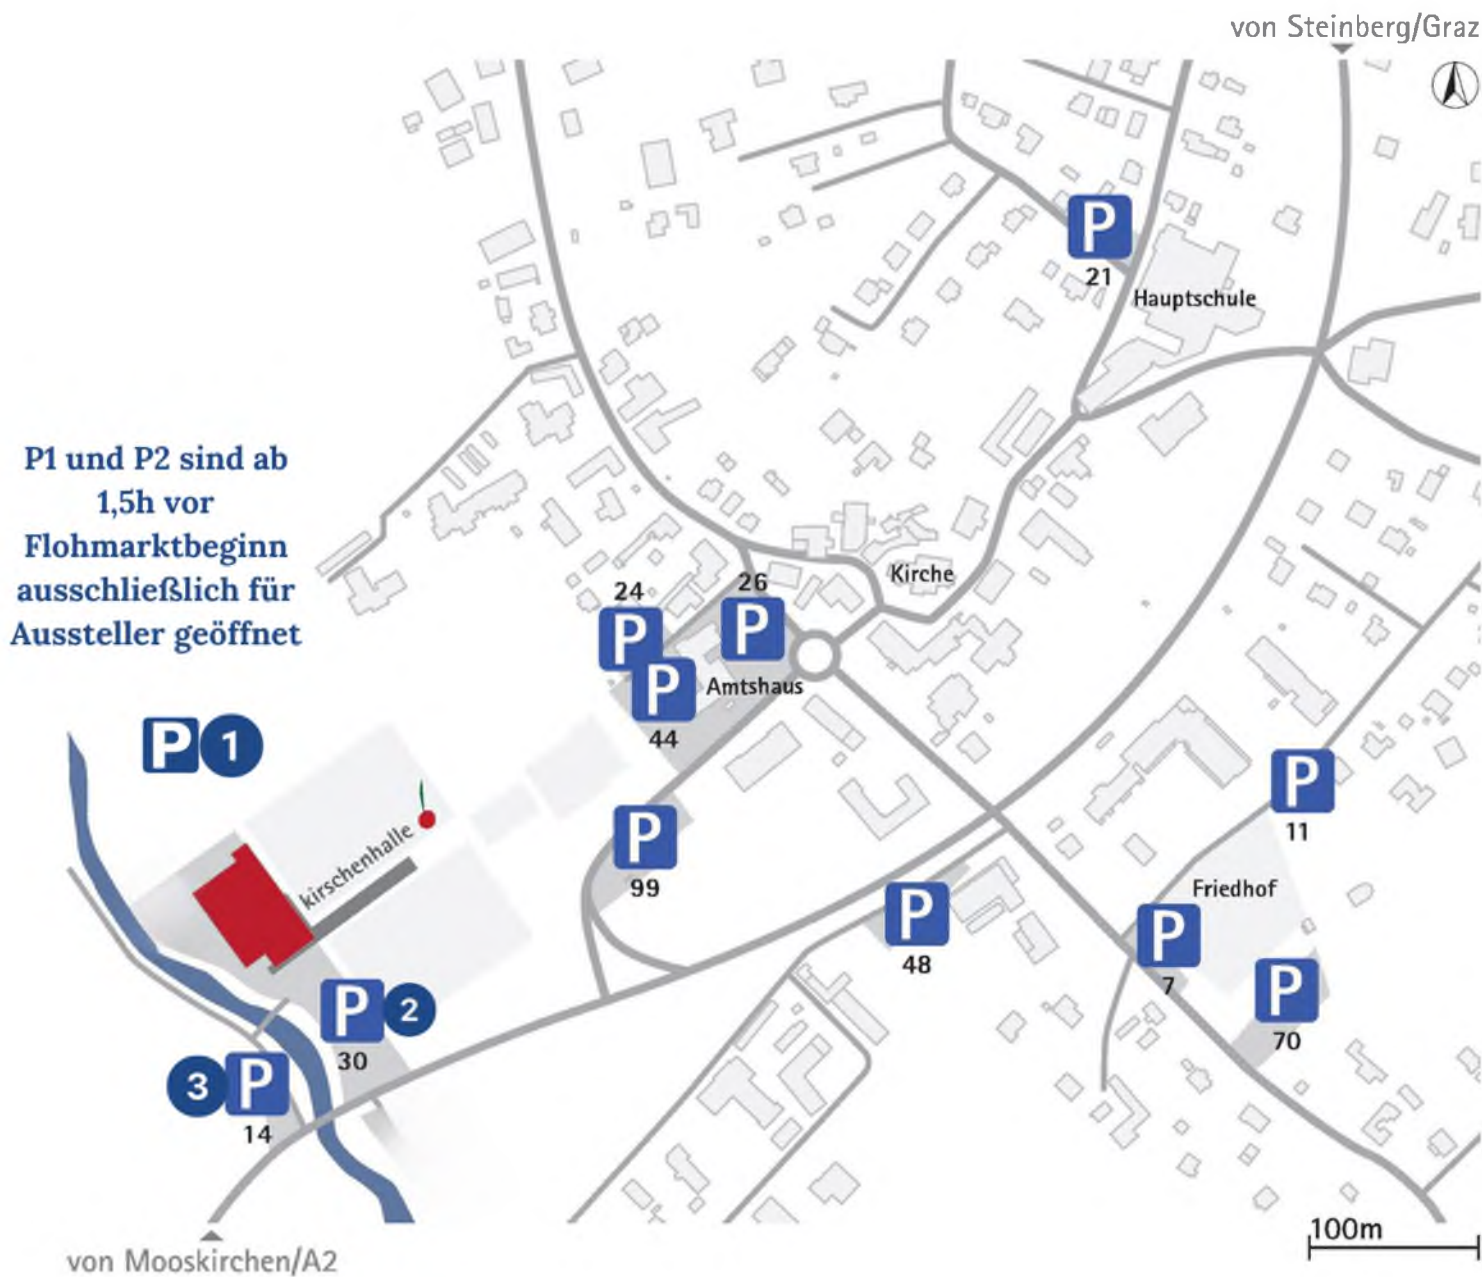 von Steinberg/Graz
P
21
Hauptschule
P1 und P2 sind ab
1,5h vor
Flohmarktbeginn
ausschließlich für
Aussteller geöffnet
Kirche
24
P
26
P
P
44
Amtshaus
P 1
kirschenhalle
P
99
P
11
Friedhof
P
48
P
7
P
70
P 2
30
3 P
14
100m
von Mooskirchen/A2